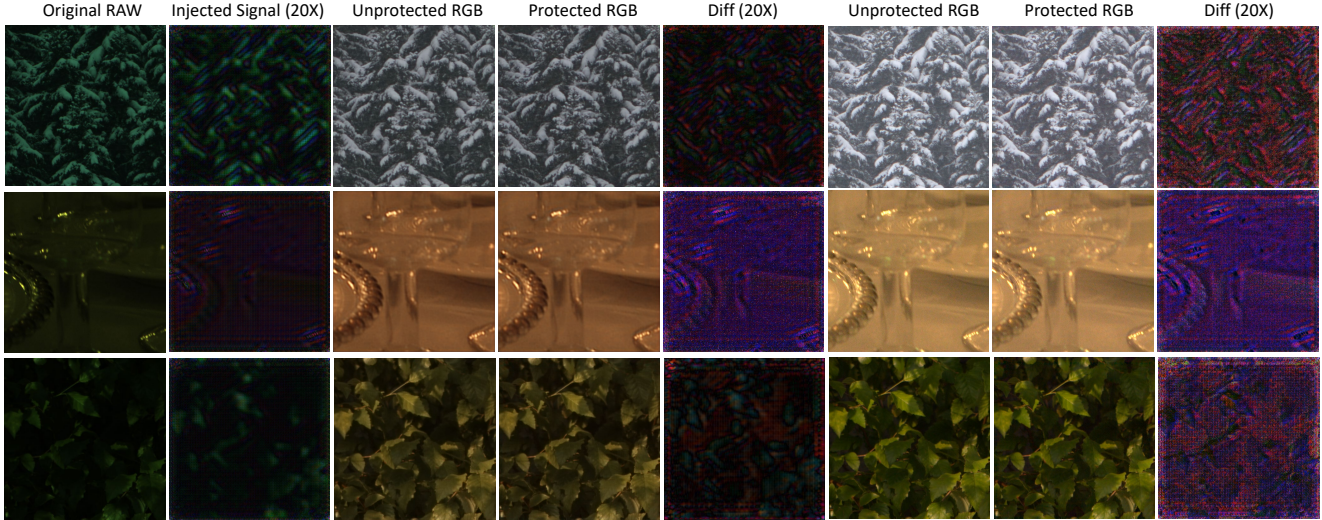 Original RAW Injected Signal (20X) Unprotected RGB Protected RGB Diff (20X) Unprotected RGB Protected RGB Diff (20X)